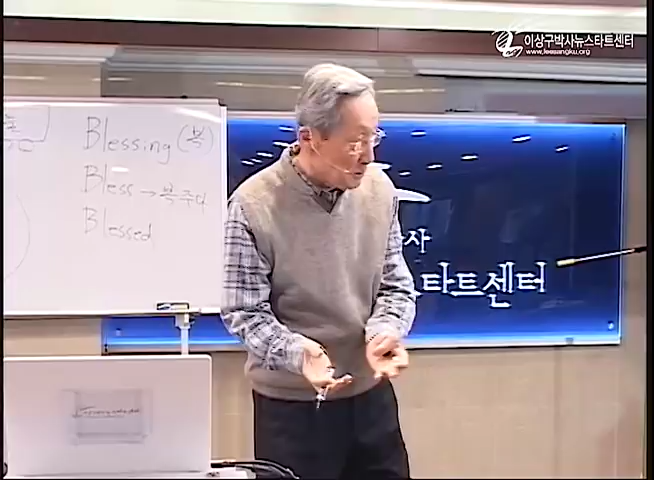 이상구박사뉴스타트센터
www.leesangku.org
Blessing (복)
Bless → 복주다
Blessed
스타트센터